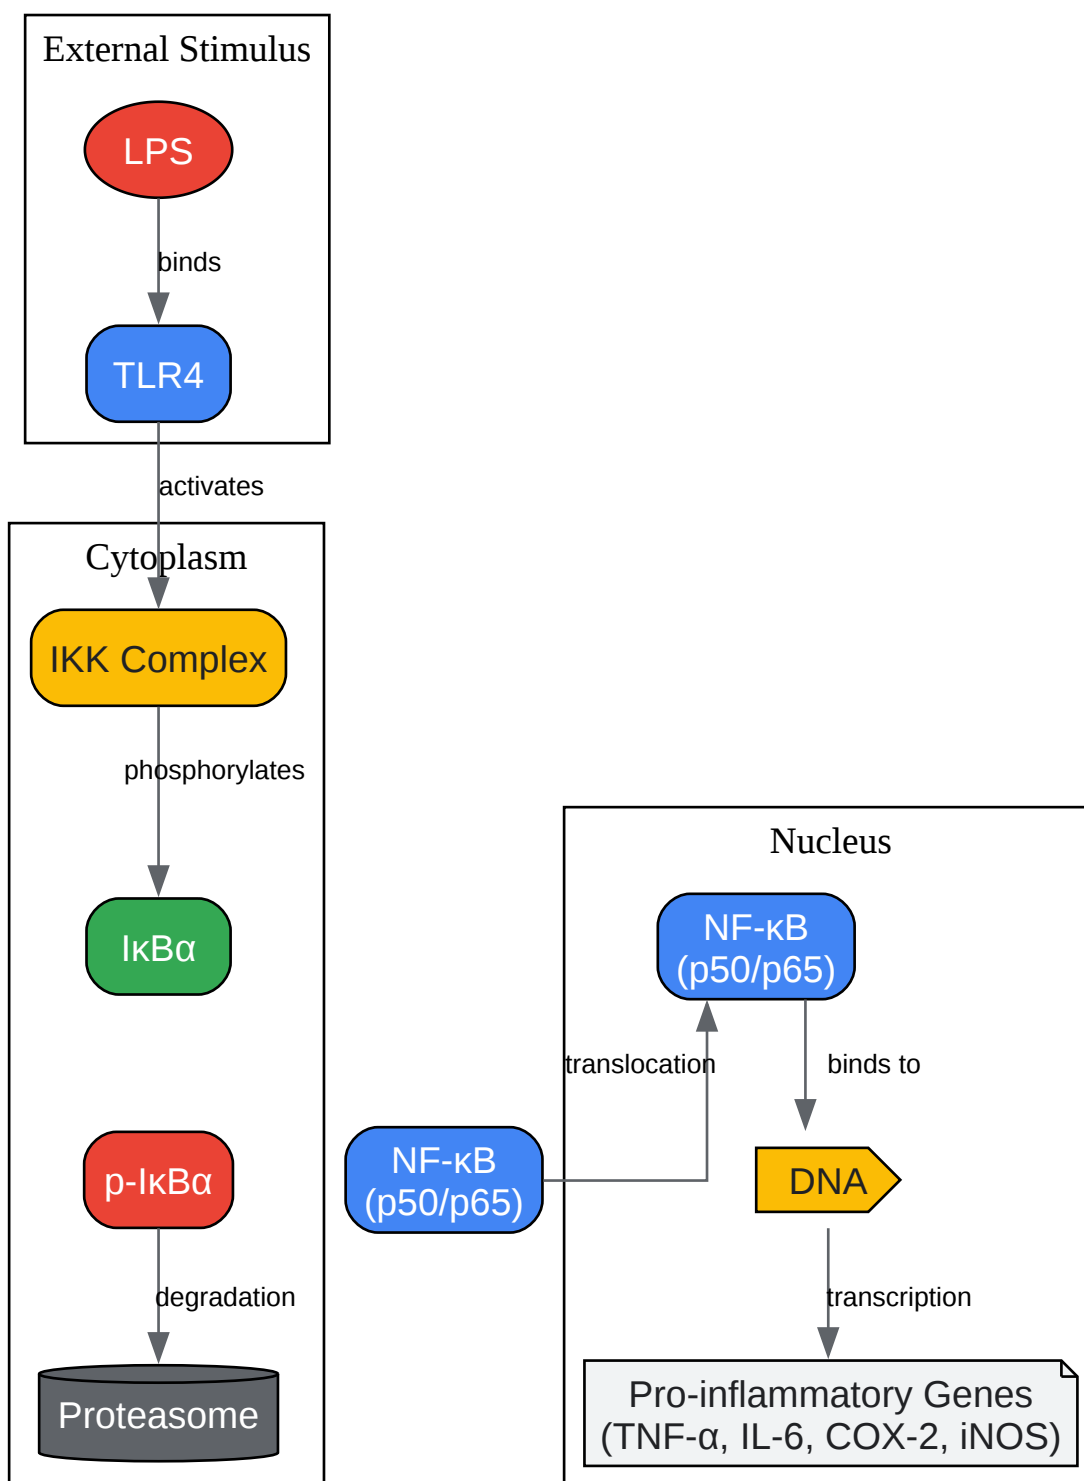 External Stimulus
LPS
binds
TLR4
activates
Cytoplasm
IKK Complex
phosphorylates
IκBα
p-IκBα
degradation
Proteasome
NF-κB
(p50/p65)
translocation
Nucleus
NF-κB
(p50/p65)
binds to
DNA
transcription
Pro-inflammatory Genes
(TNF-α, IL-6, COX-2, iNOS)